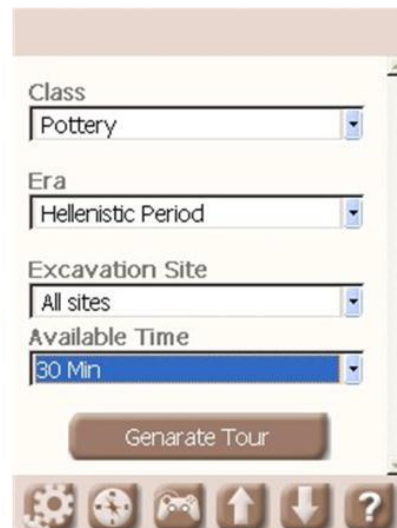 Class
Pottery
Era
Hellenistic Period
Excavation Site
All sites
Available Time
30 Min
Genarate Tour
?